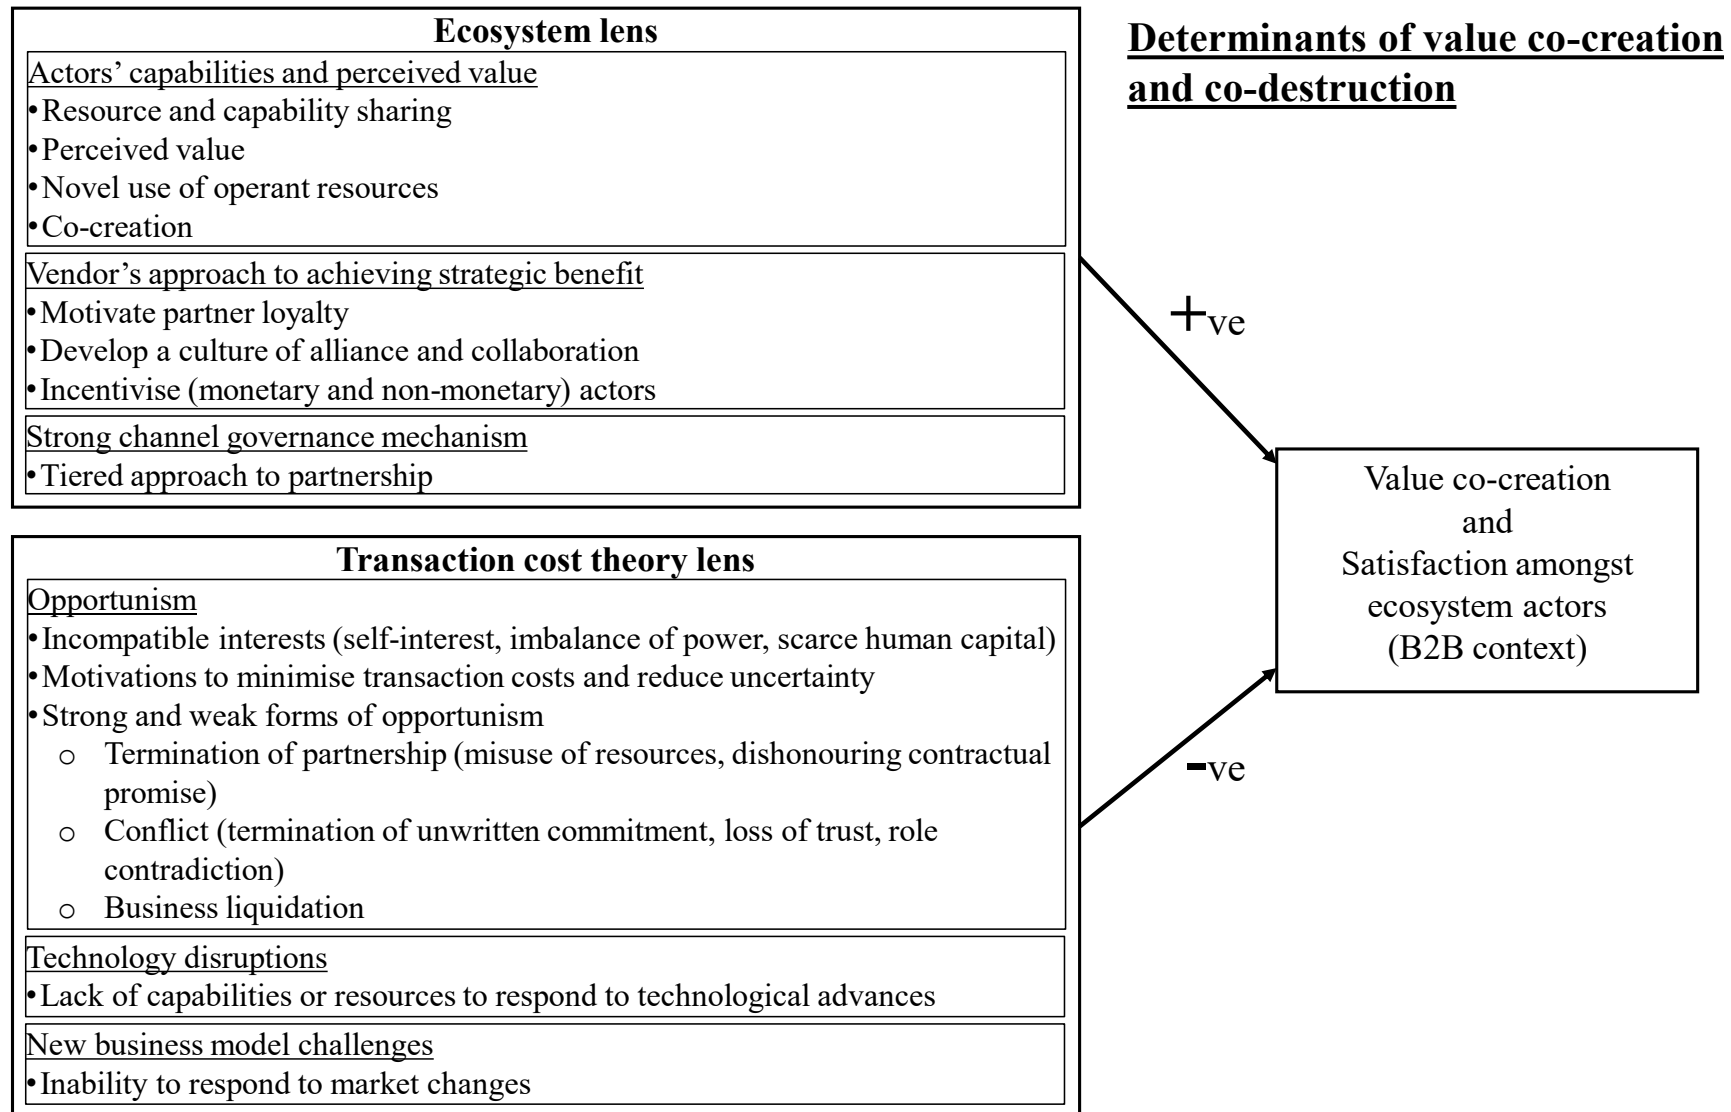 Ecosystem lens
Actors’ capabilities and perceived value
•Resource and capability sharing
•Perceived value
•Novel use of operant resources
•Co-creation
Vendor’s approach to achieving strategic benefit
•Motivate partner loyalty
•Develop a culture of alliance and collaboration
•Incentivise (monetary and non-monetary) actors
Strong channel governance mechanism
•Tiered approach to partnership
Transaction cost theory lens
Opportunism
•Incompatible interests (self-interest, imbalance of power, scarce human capital)
•Motivations to minimise transaction costs and reduce uncertainty
•Strong and weak forms of opportunism
o Termination of partnership (misuse of resources, dishonouring contractual
promise)
o Conflict (termination of unwritten commitment, loss of trust, role
contradiction)
o Business liquidation
Technology disruptions
•Lack of capabilities or resources to respond to technological advances
New business model challenges
•Inability to respond to market changes
Determinants of value co-creation
and co-destruction
+ve
-ve
Value co-creation
and
Satisfaction amongst
ecosystem actors
(B2B context)